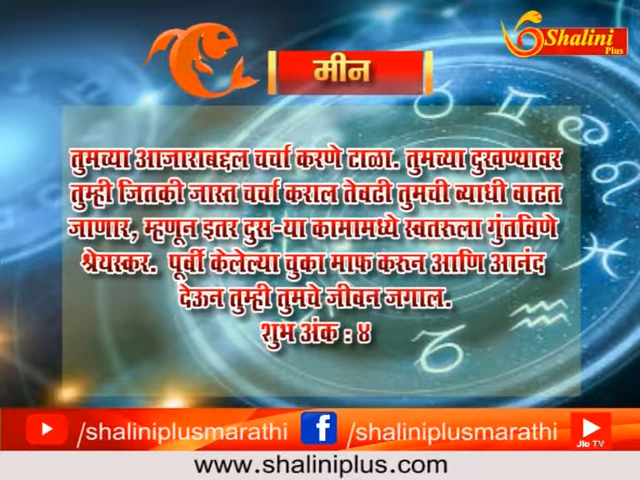 Shalini
Plus
मीन
तुमच्या आजाराबद्दल चर्चा करणे टाळा. तुमच्या दुखण्यावर
तुम्ही जितकी जास्त चर्चा कराल तेवढी तुमची व्याधी वाढत
जाणार, म्हणून इतर दुस-या कामामध्ये स्वतःला गुंतविणे
श्रेयस्कर. पूर्वी केलेल्या चुका माफ करून आणि आनंद
देऊन तुम्ही तुमचे जीवन जगाल.
शुभ अंक : ४
/shaliniplusmarathi
/shaliniplusmarathi
Jio TV
www.shaliniplus.com